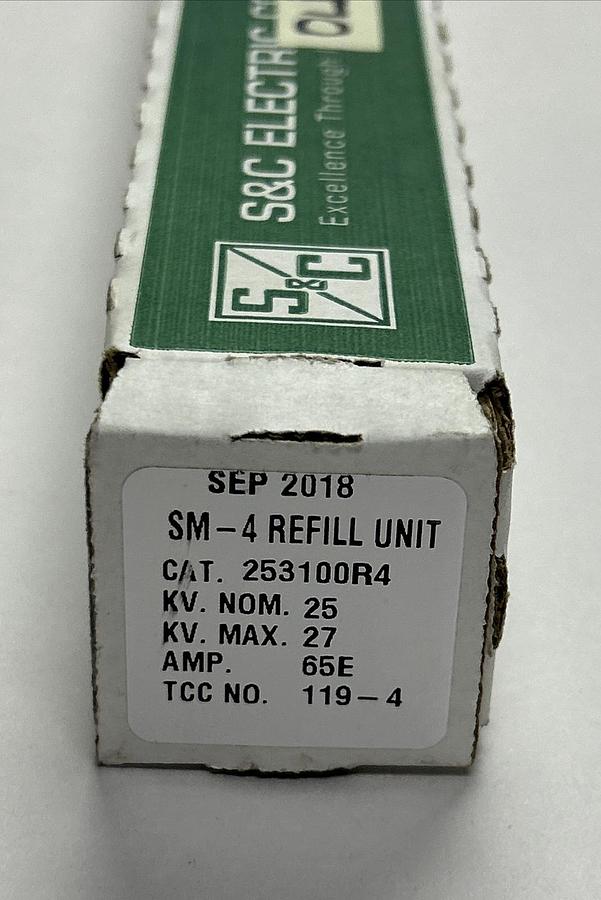 S&C ELECTRIC
Excellence Through
S&C
SEP 2018
SM-4 REFILL UNIT
CAT. 253100R4
KV. NOM. 25
KV. MAX. 27
AMP. 65E
TCC NO. 119-4